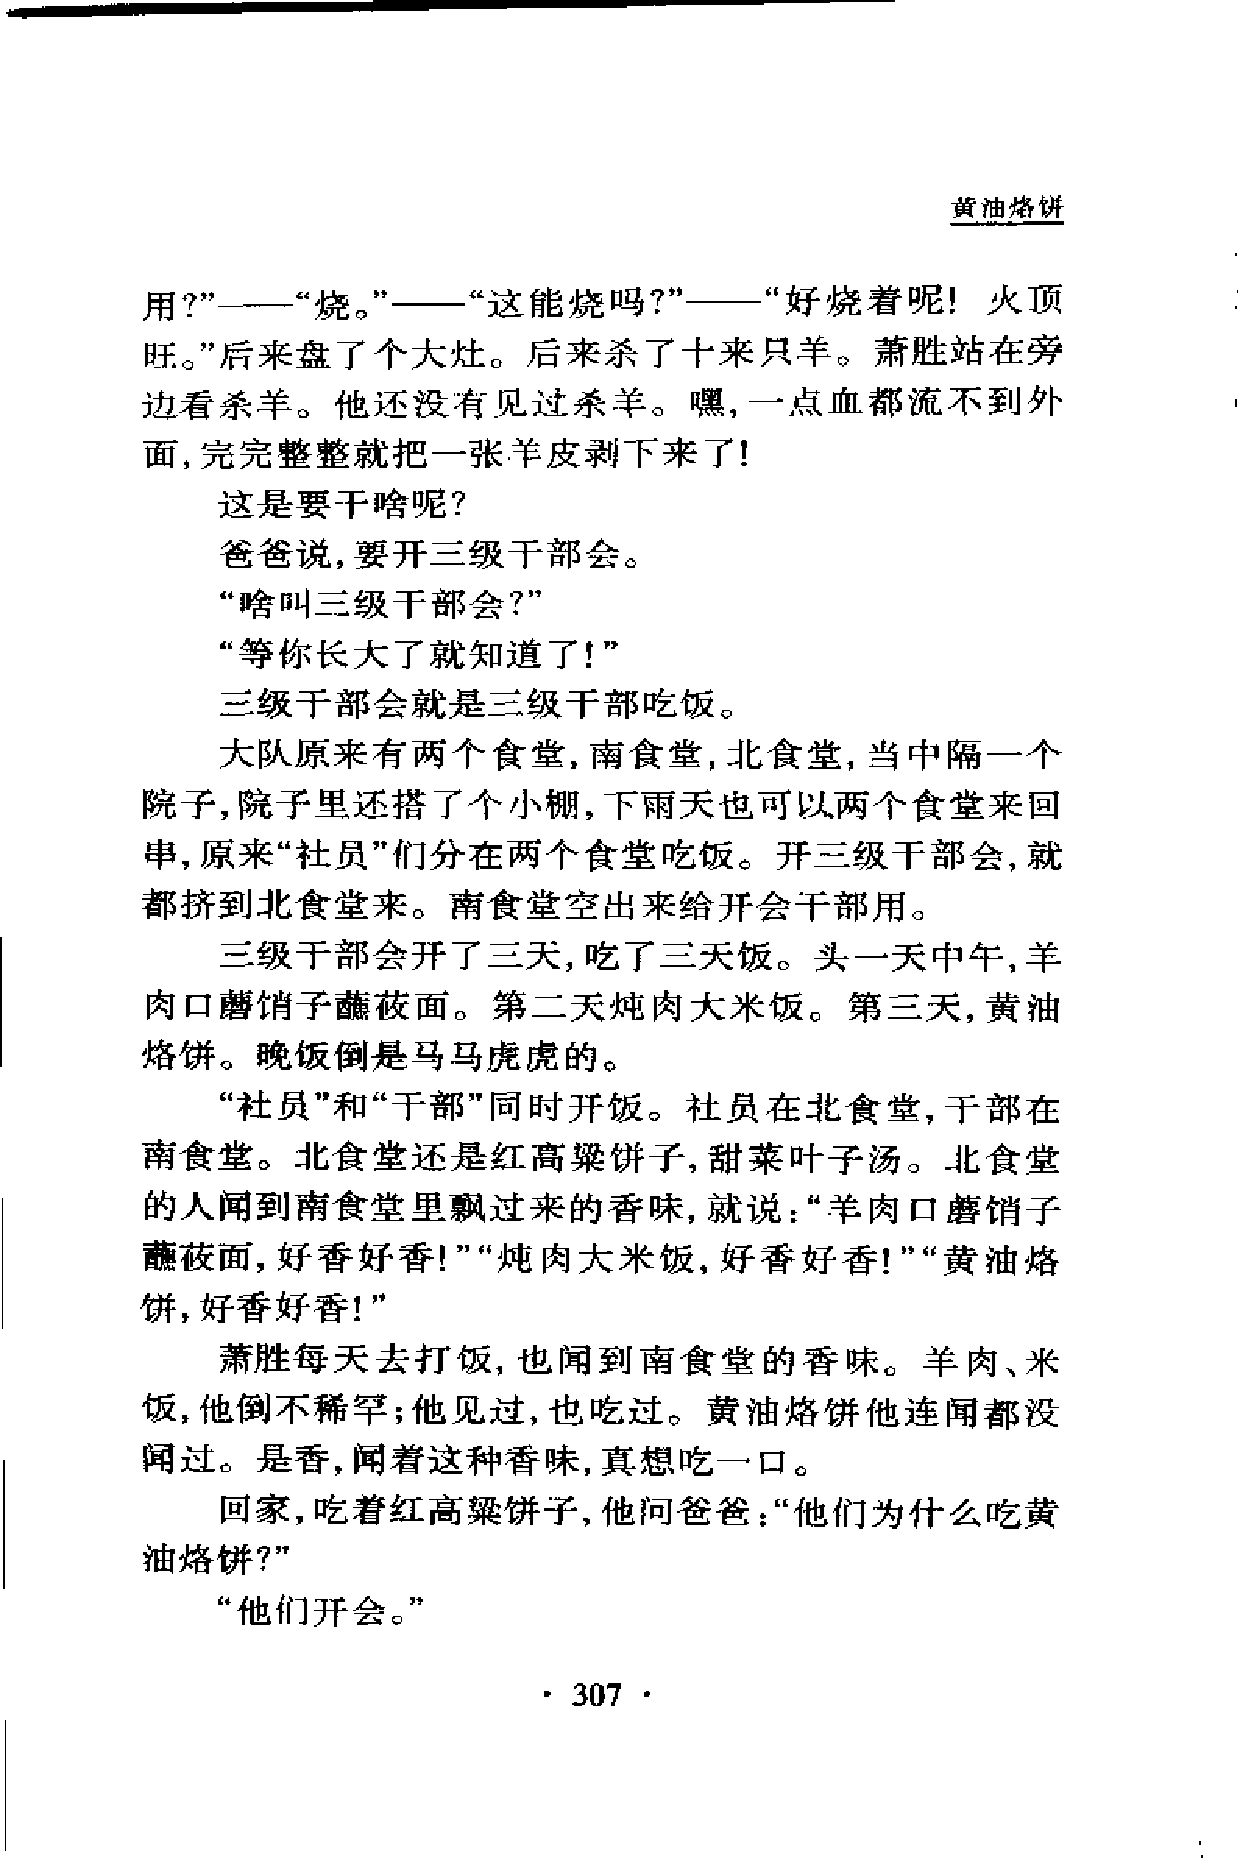 黄油烙饼
用?”——“烧。”——“这能烧吗?”——“好烧着呢! 火顶
旺。”后来盘了个大灶。后来杀了十来只羊。萧胜站在旁
边看杀羊。他还没有见过杀羊。嘿,一点血都流不到外
面,完完整整就把一张羊皮剥下来了!
这是要干啥呢?
爸爸说,要开三级干部会。
“啥叫三级干部会?”
“等你长大了就知道了!”
三级干部会就是三级干部吃饭。
大队原来有两个食堂,南食堂,北食堂,当中隔一个
院子,院子里还搭了个小棚,下雨天也可以两个食堂来回
串,原来“社员”们分在两个食堂吃饭。开三级干部会,就
都挤到北食堂来。南食堂空出来给开会干部用。
三级干部会开了三天,吃了三天饭。头一天中午,羊
肉口蘑销子蘸莜面。第二天炖肉大米饭。第三天,黄油
烙饼。晚饭倒是马马虎虎的。
“社员”和“干部”同时开饭。社员在北食堂,干部在
南食堂。北食堂还是红高粱饼子,甜菜叶子汤。北食堂
的人闻到南食堂里飘过来的香味,就说:“羊肉口蘑销子
蘸莜面,好香好香!”“炖肉大米饭,好香好香!”“黄油烙
饼,好香好香!”
萧胜每天去打饭,也闻到南食堂的香味。羊肉、米
饭,他倒不稀罕;他见过,也吃过。黄油烙饼他连闻都没
闻过。是香,闻着这种香味,真想吃一口。
回家,吃着红高粱饼子,他问爸爸:“他们为什么吃黄
油烙饼?”
“他们开会。”
· 307 ·